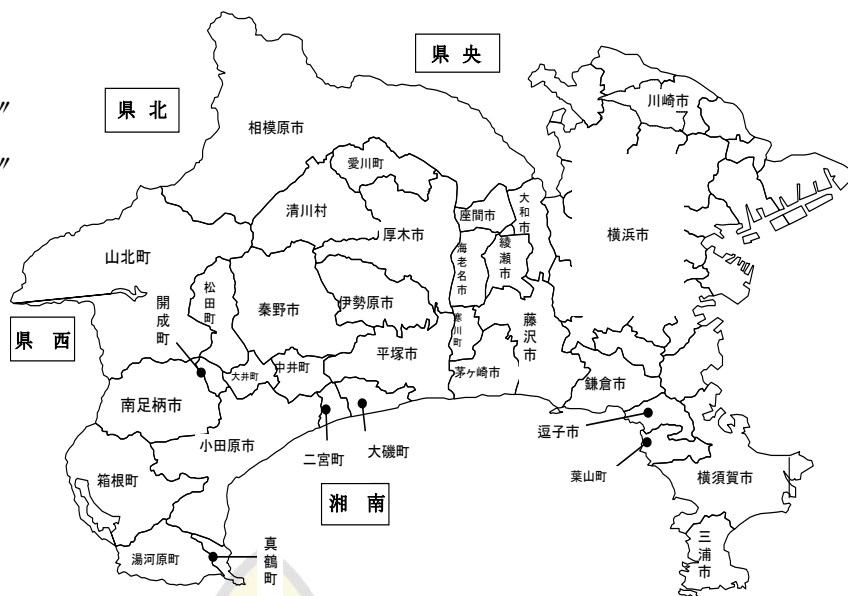 県 央
〃
県 北
川崎市
相模原市
〃
愛川町
清川村
座間市
大和市
厚木市
横浜市
山北町
海老名市
綾瀬市
松田町
開成町
秦野市
伊勢原市
県 西
寒川町
藤沢市
平塚市
大井町
中井町
茅ヶ崎市
鎌倉市
南足柄市
小田原市
逗子市
二宮町
大磯町
箱根町
葉山町
横須賀市
湘 南
真鶴町
湯河原町
三浦市